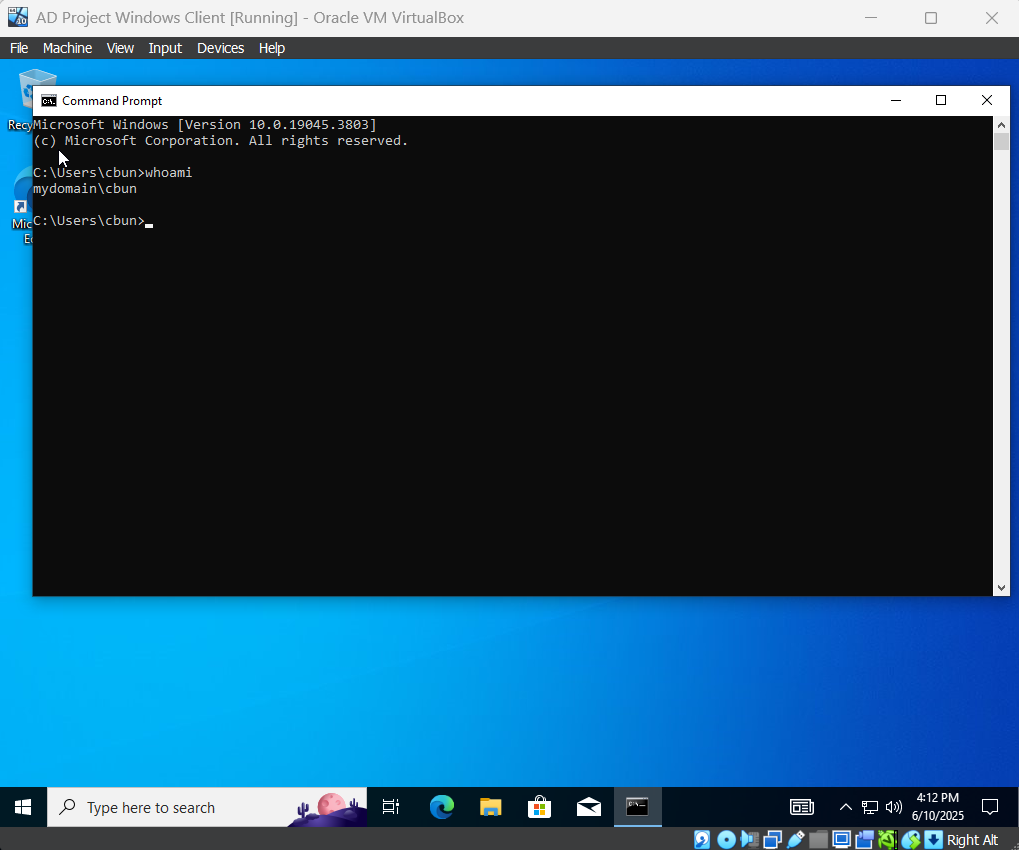 AD Project Windows Client [Running] - Oracle VM VirtualBox
File Machine View Input Devices Help
Command Prompt
Recy
Microsoft Windows [Version 10.0.19045.3803]
(c) Microsoft Corporation. All rights reserved.
C:\Users\cbun>whoami
mydomain\cbun
Mic
C:\Users\cbun>
Type here to search
4:12 PM
6/10/2025
Right Alt